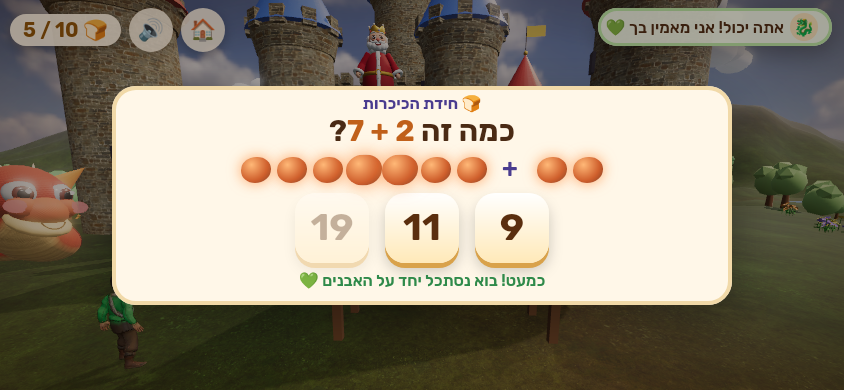 5 / 10
אתה יכול! אני מאמין בך
חידת הכיכרות
כמה זה 2 + 7?
+
19 11 9
כמעט! בוא נסתכל יחד על האבנים